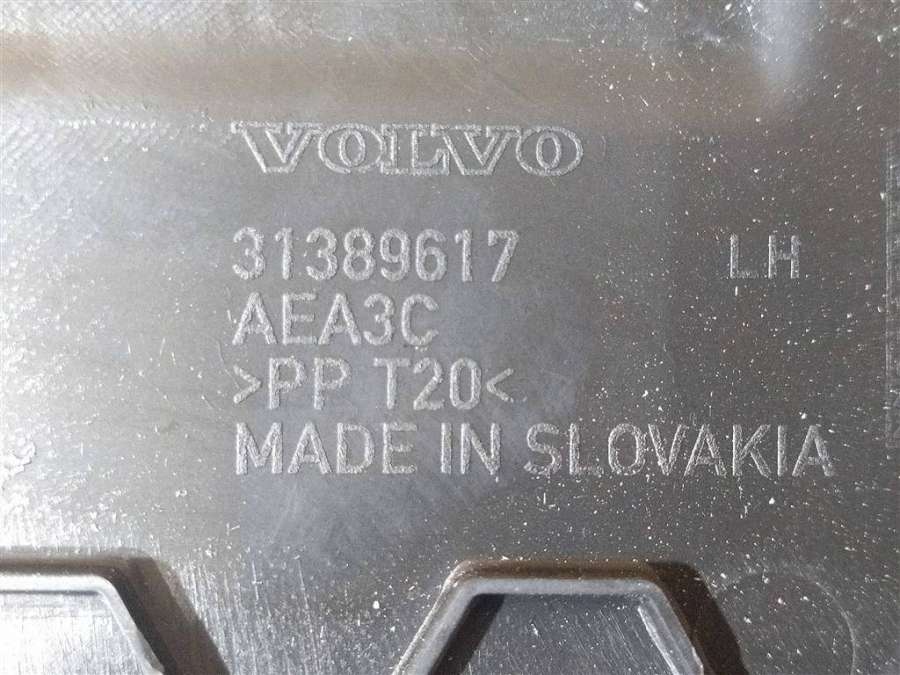 VOLVO
31389617 LH
AEA3C
>PP T20<
MADE IN SLOVAKIA